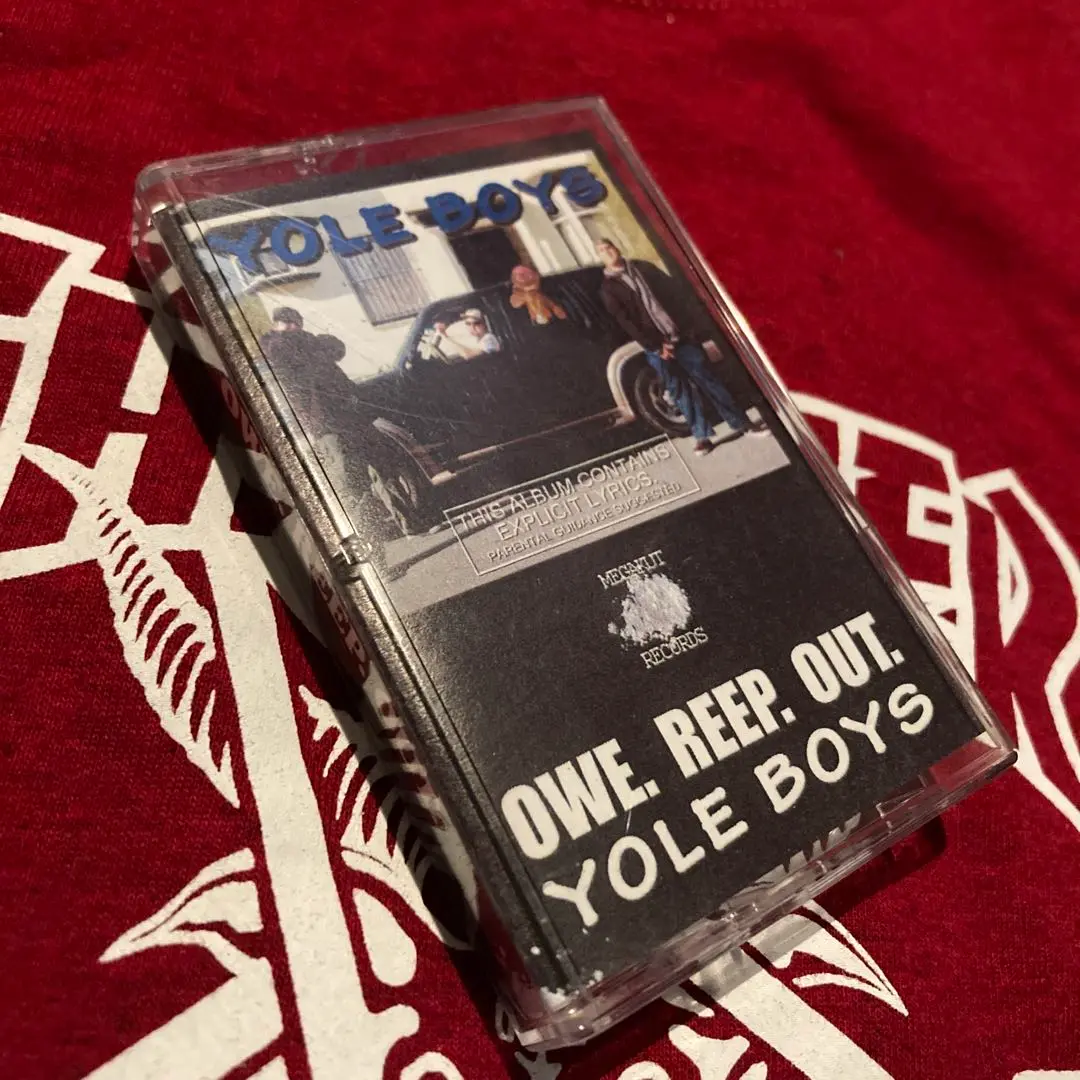 YOLE BOYS
THIS ALBUM CONTAINS
EXPLICIT LYRICS
PARENTAL GUIDANCE SUGGESTED
MEGAKUT
RECORDS
OWE. REEP. OUT.
YOLE BOYS